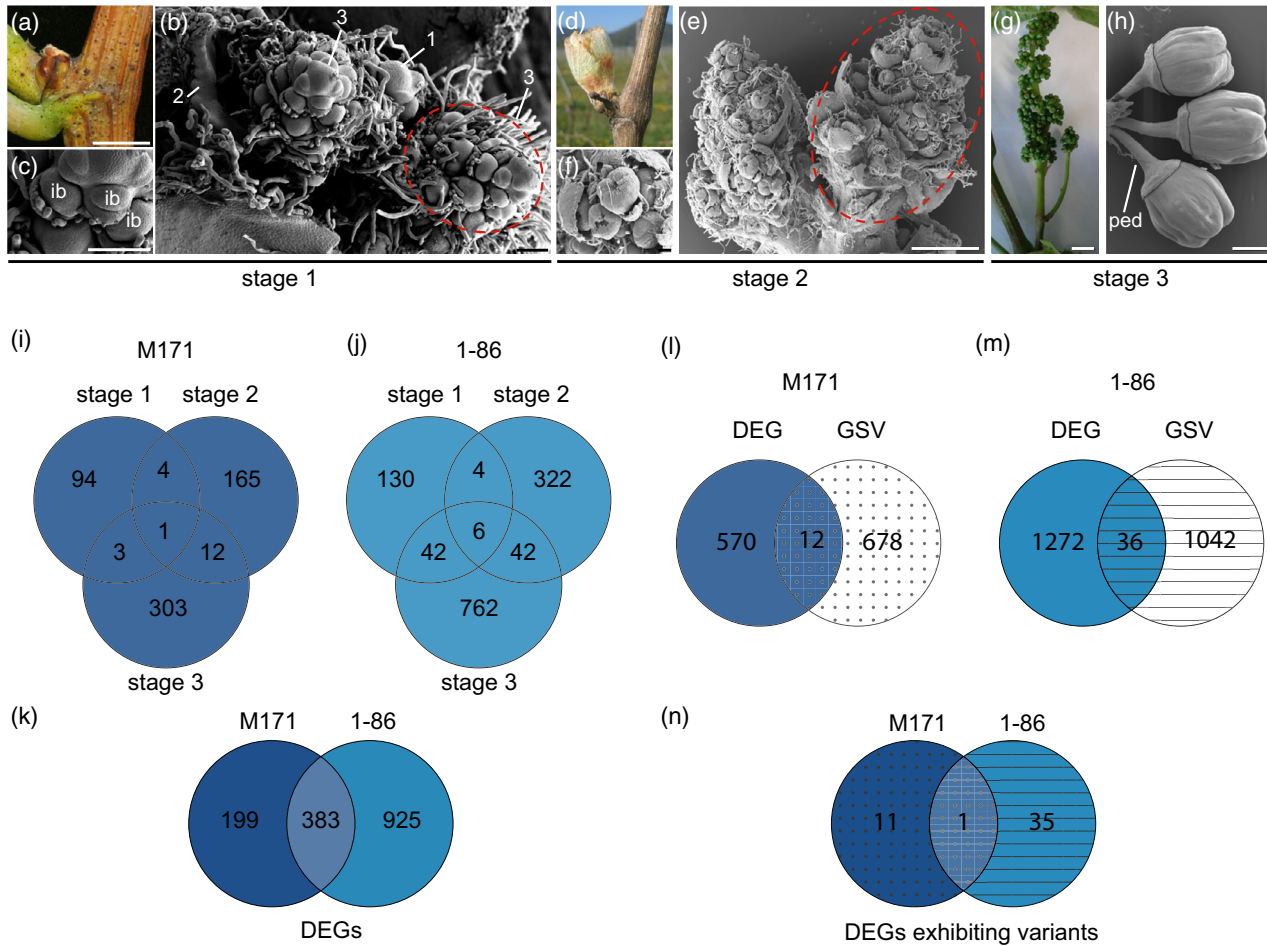 (a)
(b)
3
1
2
3
(c)
ib
ib
ib
(d)
(e)
(f)
(g)
(h)
ped
stage 1
stage 2
stage 3
(i)
M171
stage 1
stage 2
94
4
165
1
3
12
303
stage 3
(j)
1-86
stage 1
stage 2
130
4
322
6
42
42
762
stage 3
(l)
M171
DEG
GSV
570
12
678
(m)
1-86
DEG
GSV
1272
36
1042
(k)
M171
1-86
199
383
925
DEGs
(n)
M171
1-86
11
1
35
DEGs exhibiting variants